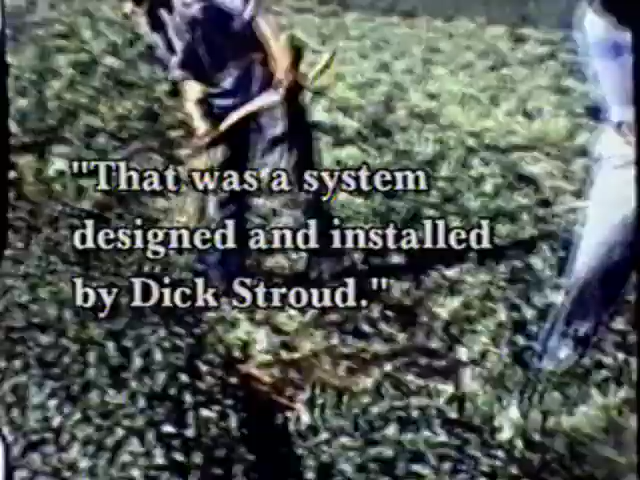 "That was a system
designed and installed
by Dick Stroud."